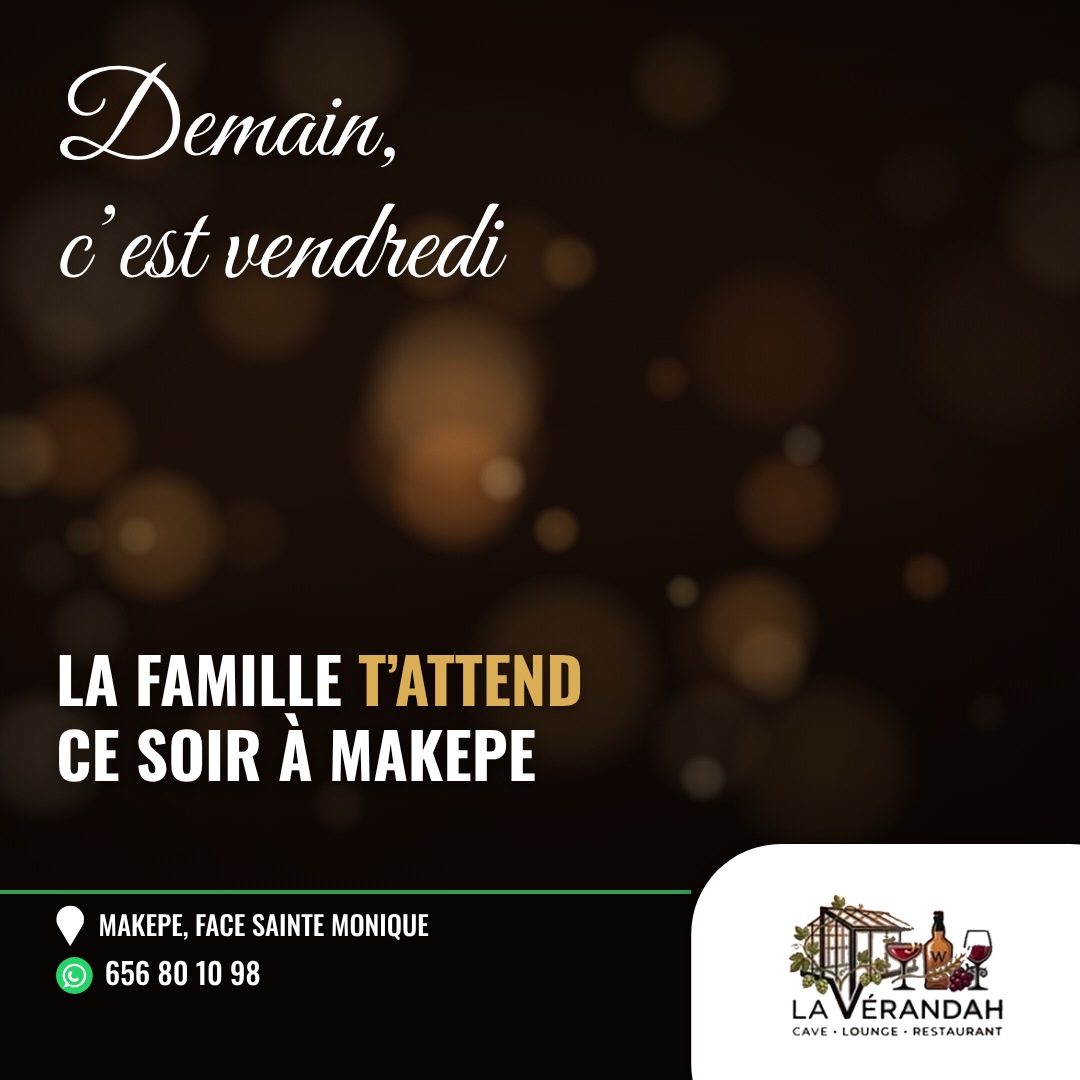 Demain,
c’est vendredi
LA FAMILLE T’ATTEND
CE SOIR À MAKEPE
MAKEPE, FACE SAINTE MONIQUE
656 80 10 98
W
LA VÉRANDAH
CAVE • LOUNGE • RESTAURANT